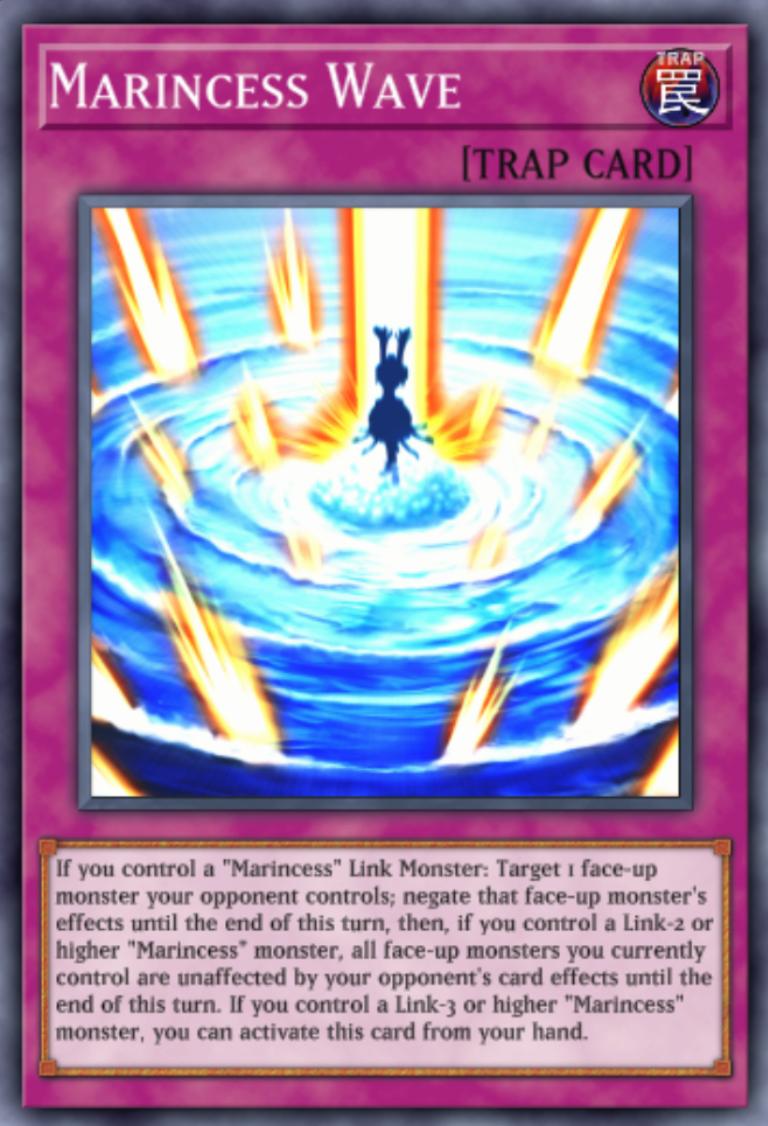 Marincess Wave
TRAP
罠
[TRAP CARD]
If you control a "Marincess" Link Monster: Target 1 face-up
monster your opponent controls; negate that face-up monster's
effects until the end of this turn, then, if you control a Link-2 or
higher "Marincess" monster, all face-up monsters you currently
control are unaffected by your opponent's card effects until the
end of this turn. If you control a Link-3 or higher "Marincess"
monster, you can activate this card from your hand.